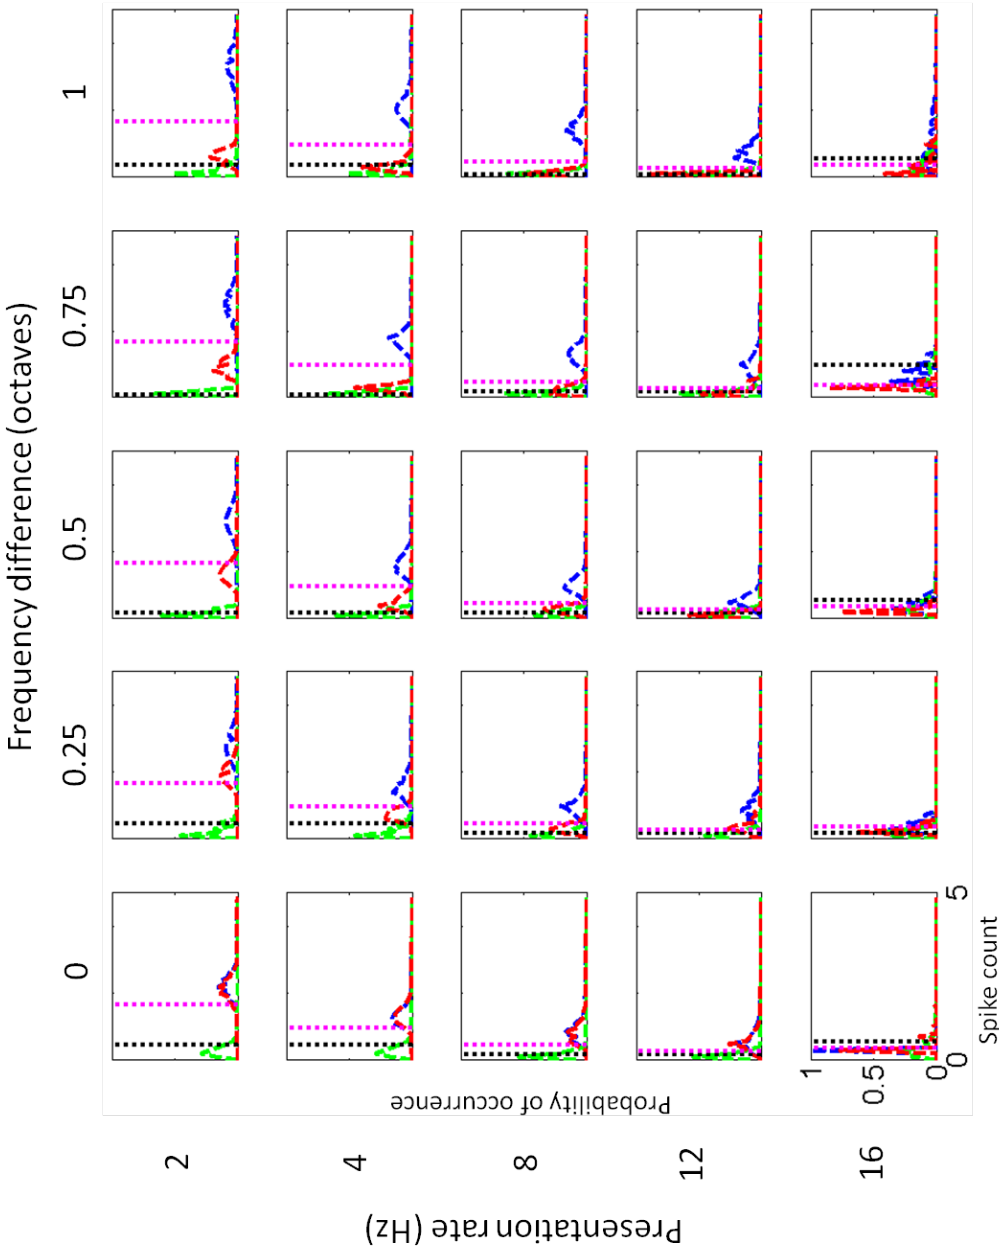 Frequency difference (octaves)
0 0.25 0.5 0.75 1
Presentation rate (Hz)
2
4
8
12
16
Probability of occurrence
1
0.5
0
0 5
Spike count